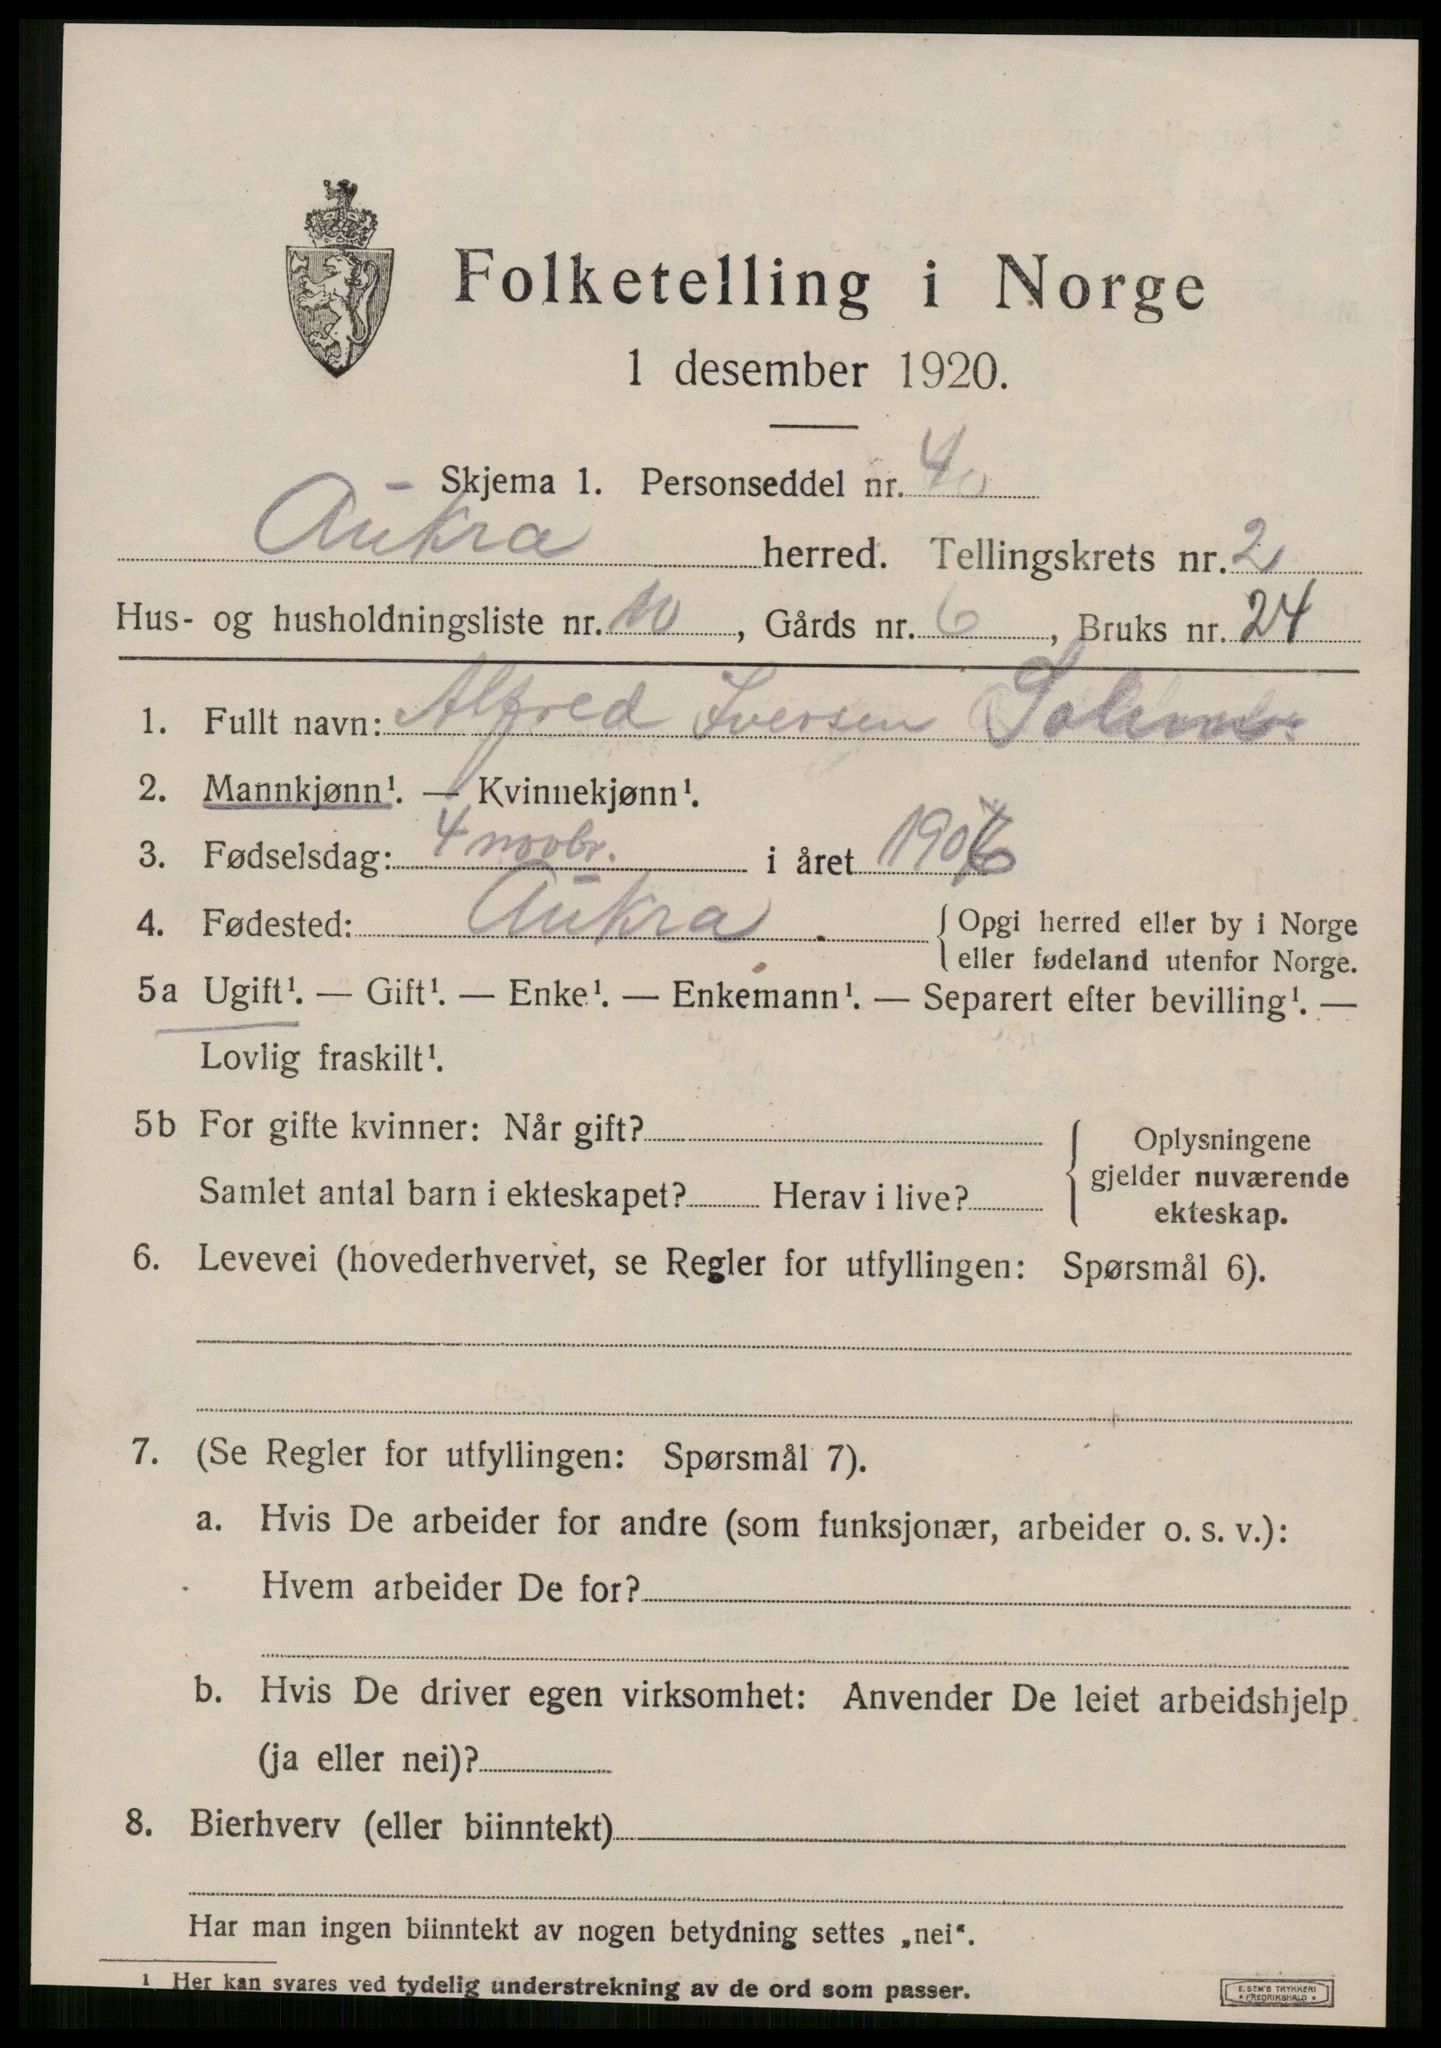 Folketelling i Norge
1 desember 1920.
Skjema 1. Personseddel nr. 40
Aukra herred. Tellingskrets nr. 2
Hus- og husholdningsliste nr. 10, Gårds nr. 6, Bruks nr. 24
1. Fullt navn: Alfred Iversen
2. Mannkjønn¹. — Kvinnekjønn¹.
3. Fødselsdag: 4 novbr. i året 1906
4. Fødested: Aukra { Opgi herred eller by i Norge
eller fødeland utenfor Norge.
5a Ugift¹. — Gift¹. — Enke¹. — Enkemann¹. — Separert efter bevilling¹. —
Lovlig fraskilt¹.
5b For gifte kvinner: Når gift?
Samlet antal barn i ekteskapet? Herav i live?
{ Oplysningene
gjelder nuværende
ekteskap.
6. Levevei (hovederhvervet, se Regler for utfyllingen: Spørsmål 6).
7. (Se Regler for utfyllingen: Spørsmål 7).
a. Hvis De arbeider for andre (som funksjonær, arbeider o. s. v.):
Hvem arbeider De for?
b. Hvis De driver egen virksomhet: Anvender De leiet arbeidshjelp
(ja eller nei)?
8. Bierhverv (eller biinntekt)
Har man ingen biinntekt av nogen betydning settes „nei“.
¹ Her kan svares ved tydelig understrekning av de ord som passer.
E. SEM'S TRYKKERI
* FREDRIKSHALD *